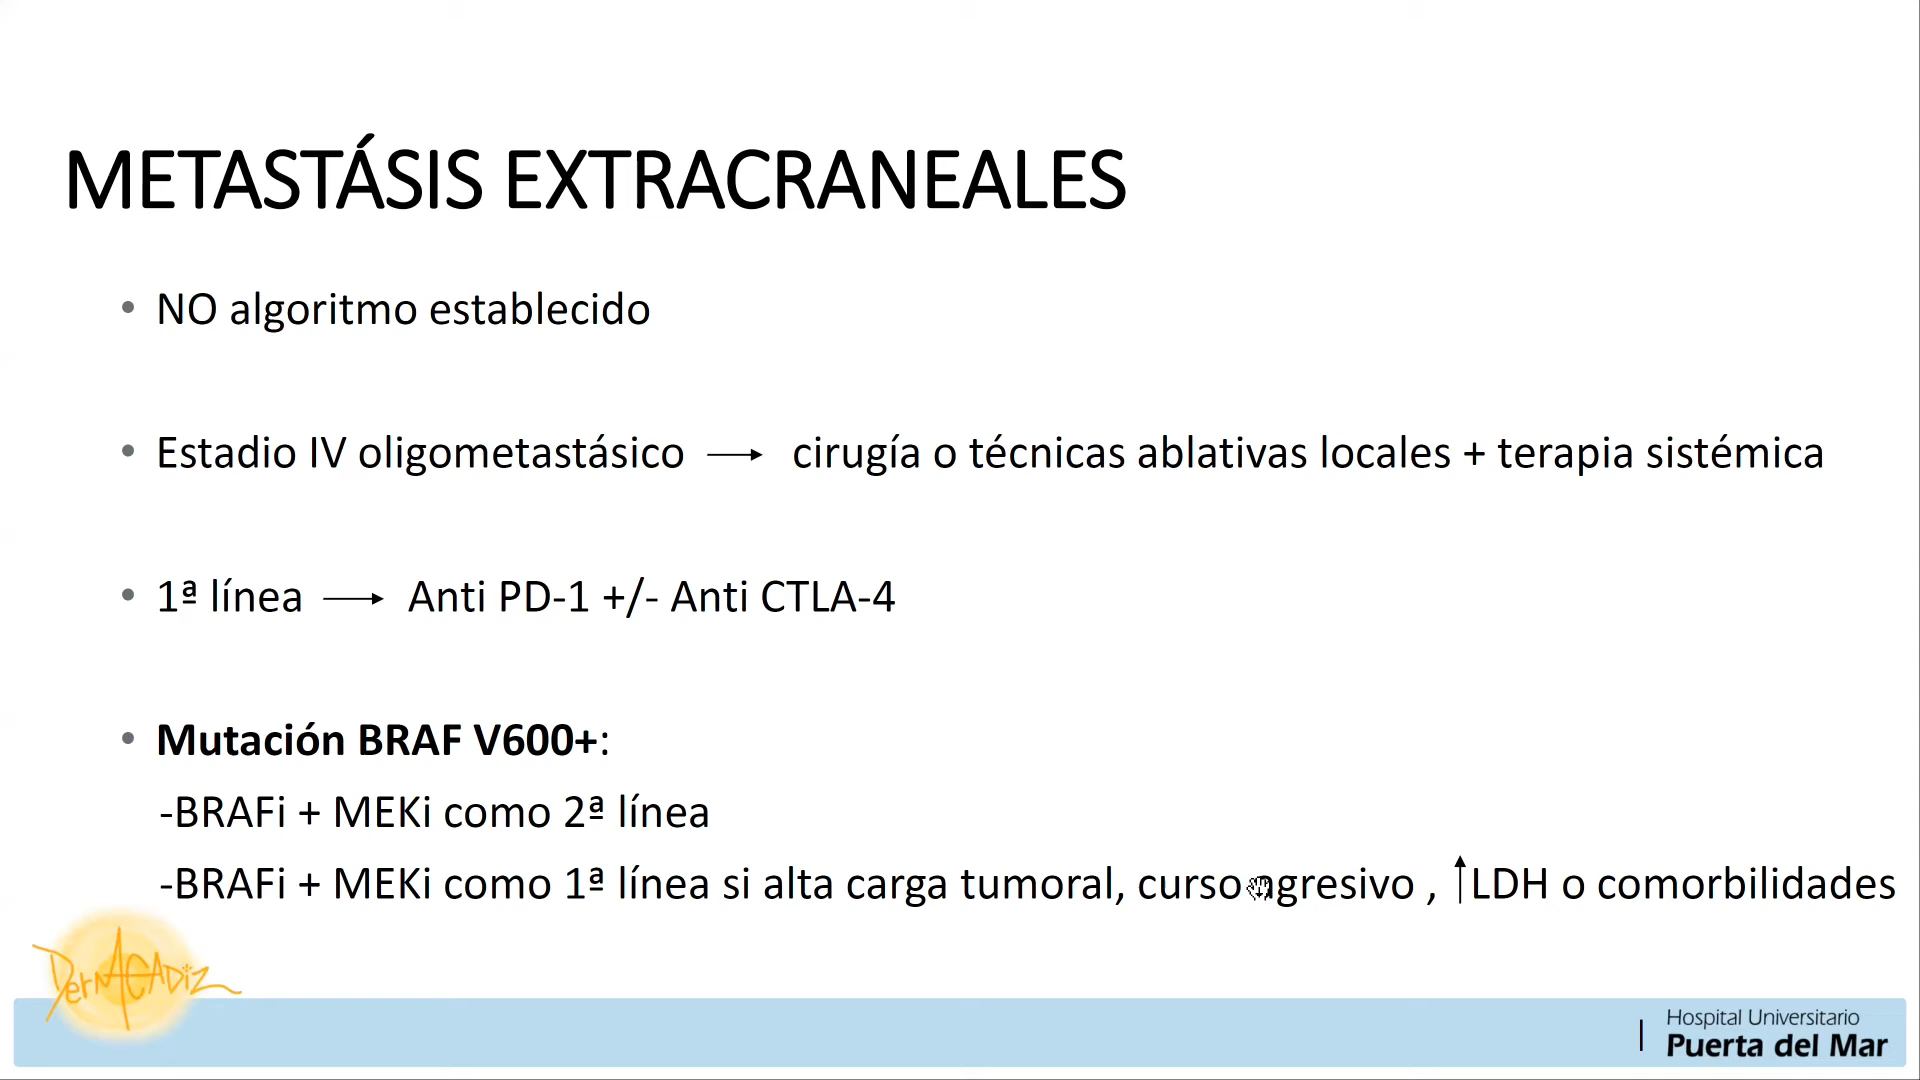 METASTÁSIS EXTRACRANEALES
• NO algoritmo establecido
• Estadio IV oligometastásico → cirugía o técnicas ablativas locales + terapia sistémica
• 1ª línea → Anti PD-1 +/- Anti CTLA-4
• Mutación BRAF V600+:
-BRAFi + MEKi como 2ª línea
-BRAFi + MEKi como 1ª línea si alta carga tumoral, curso agresivo , ↑LDH o comorbilidades
DermACADiz
Hospital Universitario
Puerta del Mar